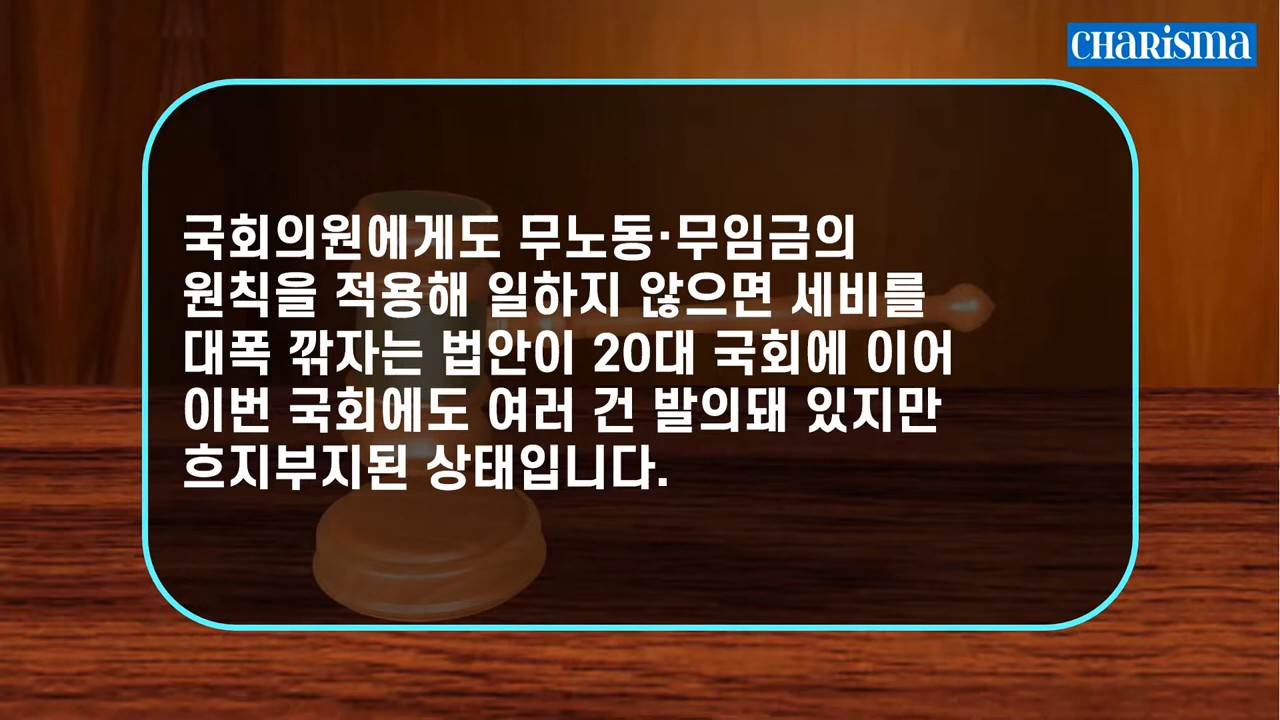 CHARiSMA
국회의원에게도 무노동·무임금의
원칙을 적용해 일하지 않으면 세비를
대폭 깎자는 법안이 20대 국회에 이어
이번 국회에도 여러 건 발의돼 있지만
흐지부지된 상태입니다.